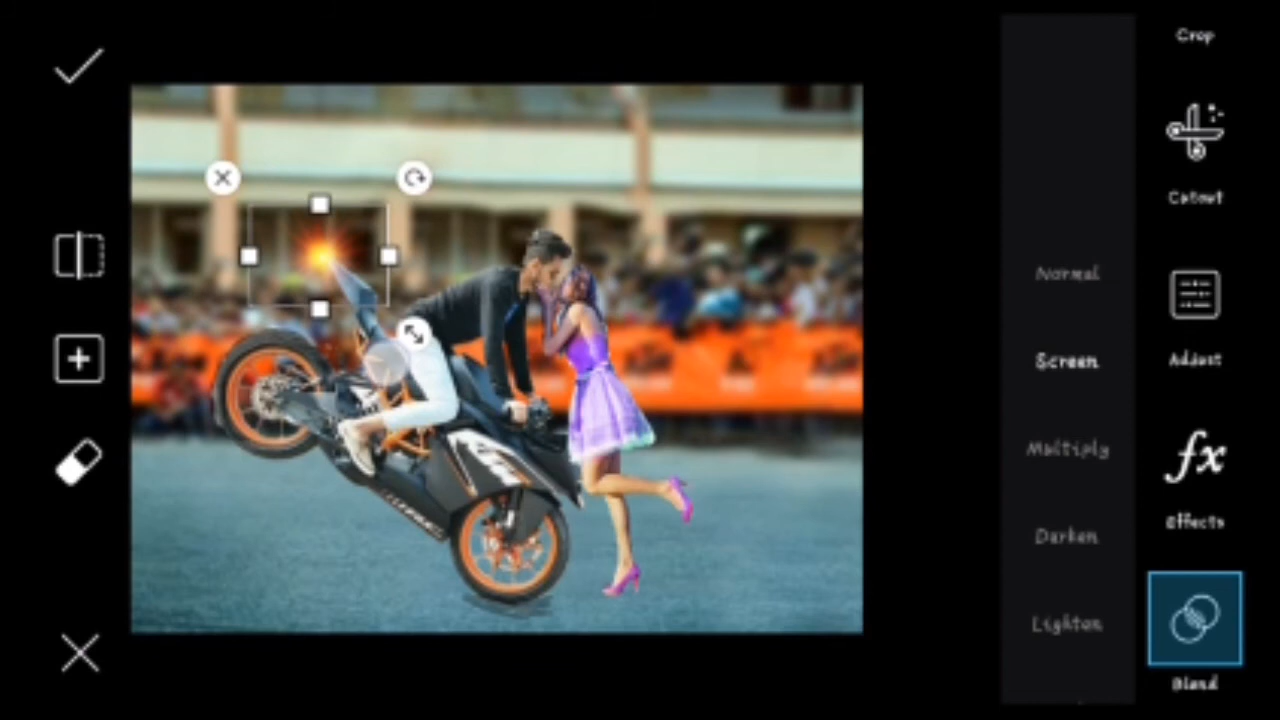 Crop
Cutout
Normal
Screen
Adjust
Multiply
Effects
Darken
Lighten
Blend